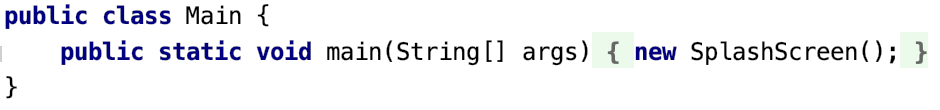 public class Main {
    public static void main(String[] args) { new SplashScreen(); }
}